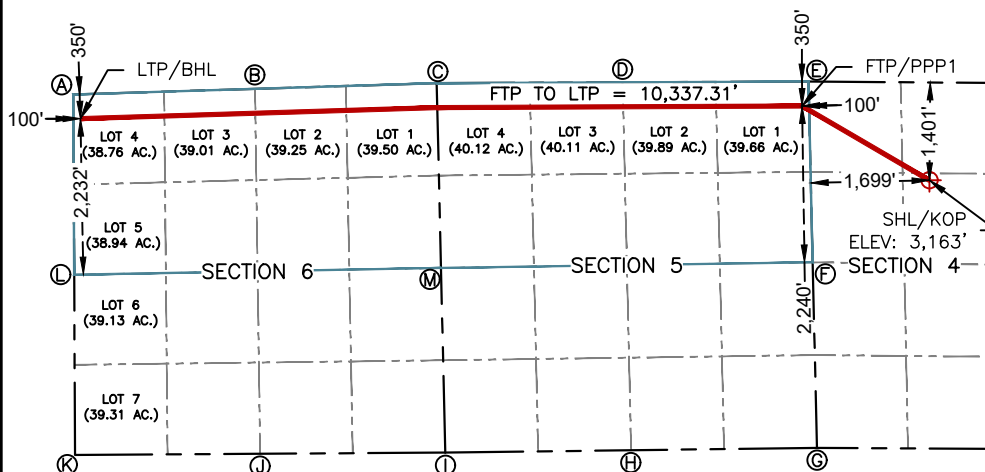 350'
350'
A
LTP/BHL
B
C
D
E
FTP/PPP1
FTP TO LTP = 10,337.31'
100'
100'
LOT 4
(38.76 AC.)
LOT 3
(39.01 AC.)
LOT 2
(39.25 AC.)
LOT 1
(39.50 AC.)
LOT 4
(40.12 AC.)
LOT 3
(40.11 AC.)
LOT 2
(39.89 AC.)
LOT 1
(39.66 AC.)
1,401'
2,232'
1,699'
LOT 5
(38.94 AC.)
SHL/KOP
ELEV: 3,163'
L
SECTION 6
M
SECTION 5
F
SECTION 4
LOT 6
(39.13 AC.)
2,240'
LOT 7
(39.31 AC.)
K
J
I
H
G